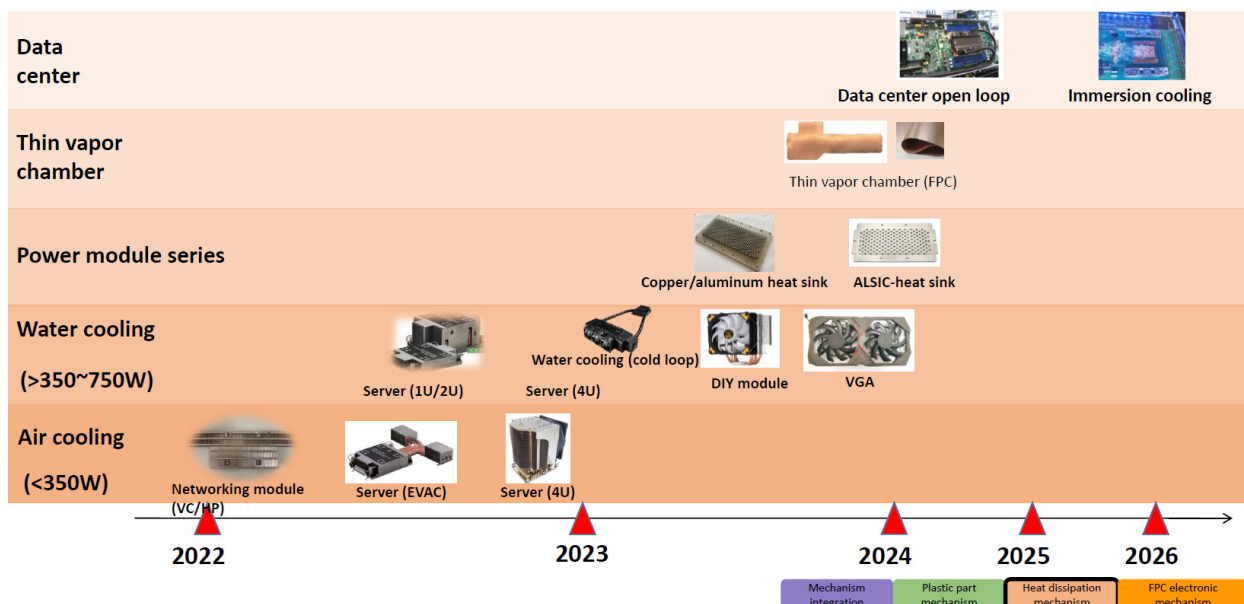 Data
center
Data center open loop
Immersion cooling
Thin vapor
chamber
Thin vapor chamber (FPC)
Power module series
Copper/aluminum heat sink
ALSIC-heat sink
Water cooling
(>350~750W)
Server (1U/2U)
Water cooling (cold loop)
Server (4U)
DIY module
VGA
Air cooling
(<350W)
Networking module
(VC/HP)
Server (EVAC)
Server (4U)
2022
2023
2024
2025
2026
Mechanism
integration
Plastic part
mechanism
Heat dissipation
mechanism
FPC electronic
mechanism